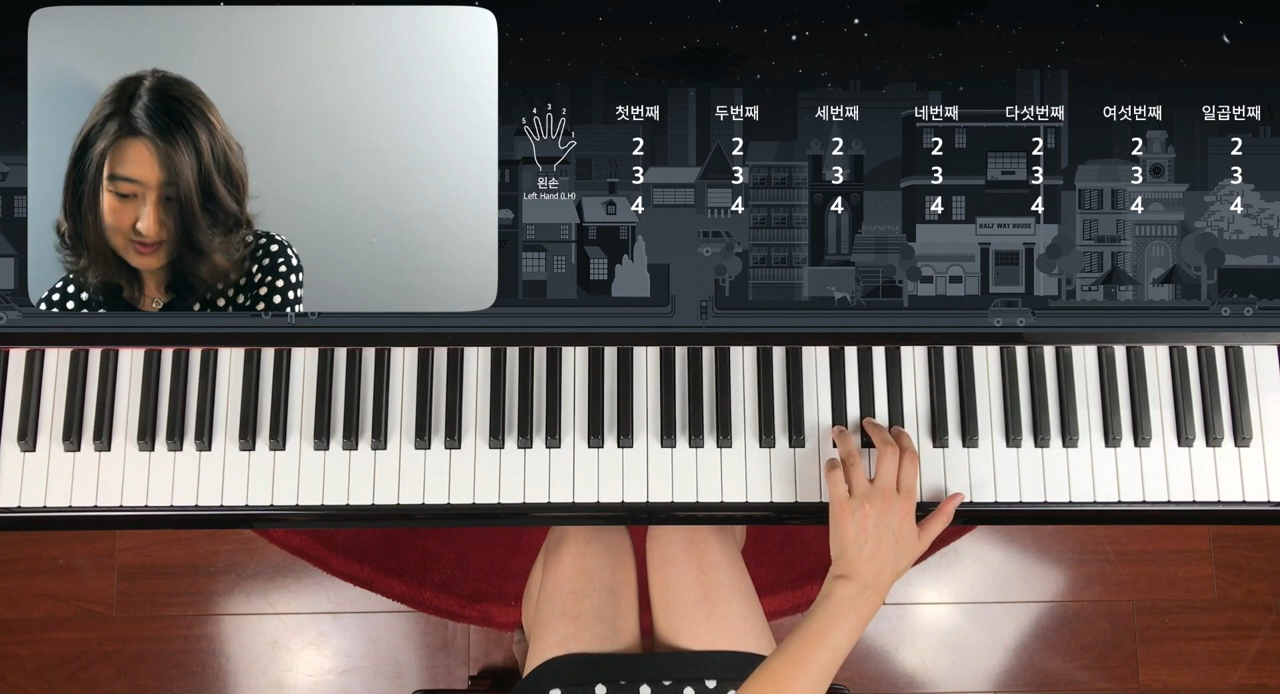 첫번째 두번째 세번째 네번째 다섯번째 여섯번째 일곱번째
5 4 3 2 1
2 2 2 2 2 2 2
3 3 3 3 3 3 3
4 4 4 4 4 4 4
왼손
Left Hand (LH)
HALF WAY HOUSE